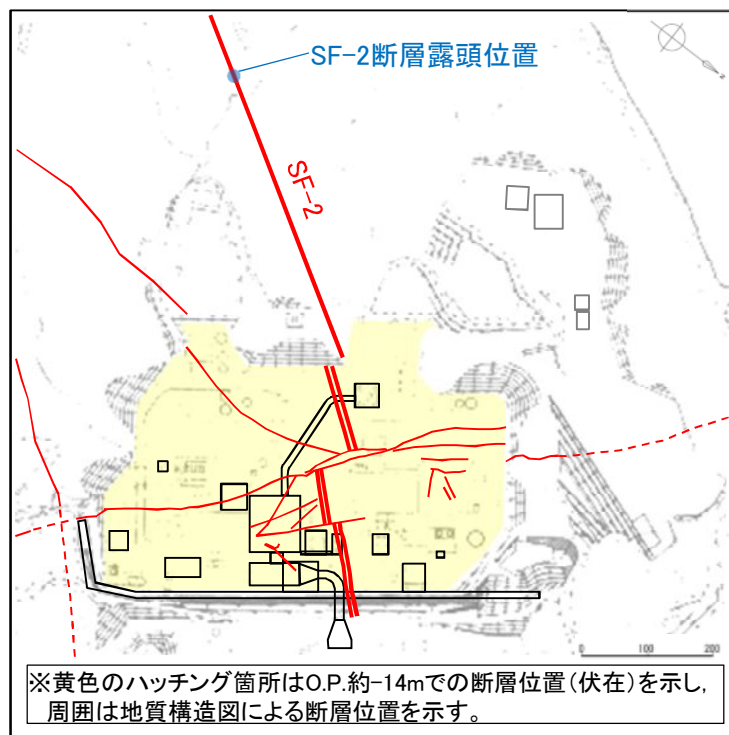 SF-2断層露頭位置
N
SF-2
0 100 200
※黄色のハッチング箇所はO.P.約-14mでの断層位置(伏在)を示し,
周囲は地質構造図による断層位置を示す。